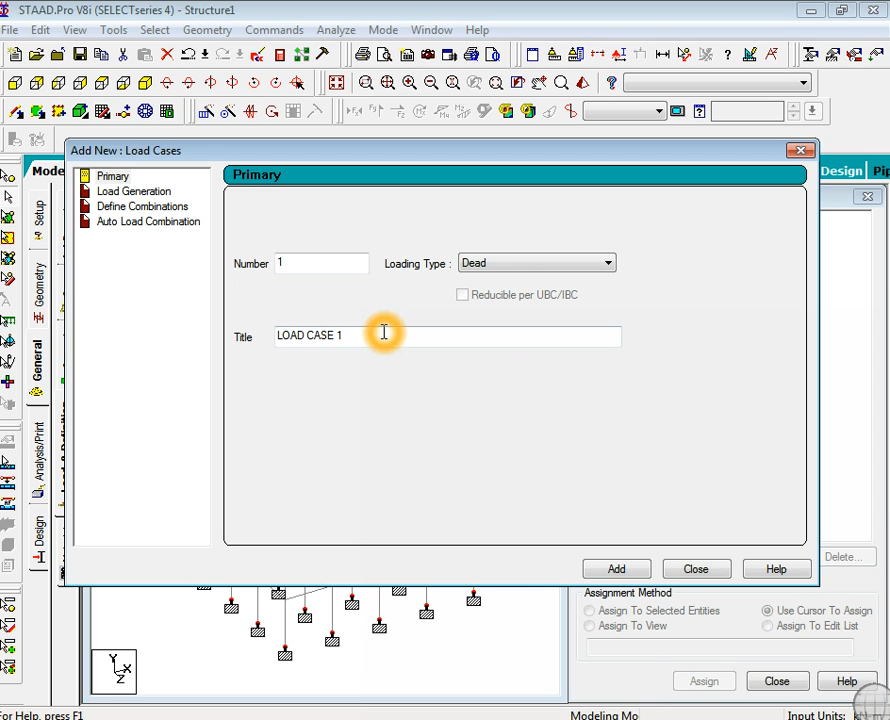 STAAD.Pro V8i (SELECTseries 4) - Structure1
File Edit View Tools Select Geometry Commands Analyze Mode Window Help
Add New : Load Cases
Primary
Load Generation
Define Combinations
Auto Load Combination
Primary
Number 1 Loading Type : Dead
Reducible per UBC/IBC
Title LOAD CASE 1
Add Close Help
Mode
Design Pip
Setup
Geometry
General
Analysis/Print
Design
Delete...
Assignment Method
Assign To Selected Entities Use Cursor To Assign
Assign To View Assign To Edit List
Assign Close Help
Y X Z
For Help, press F1 Modeling Mo Input Units: